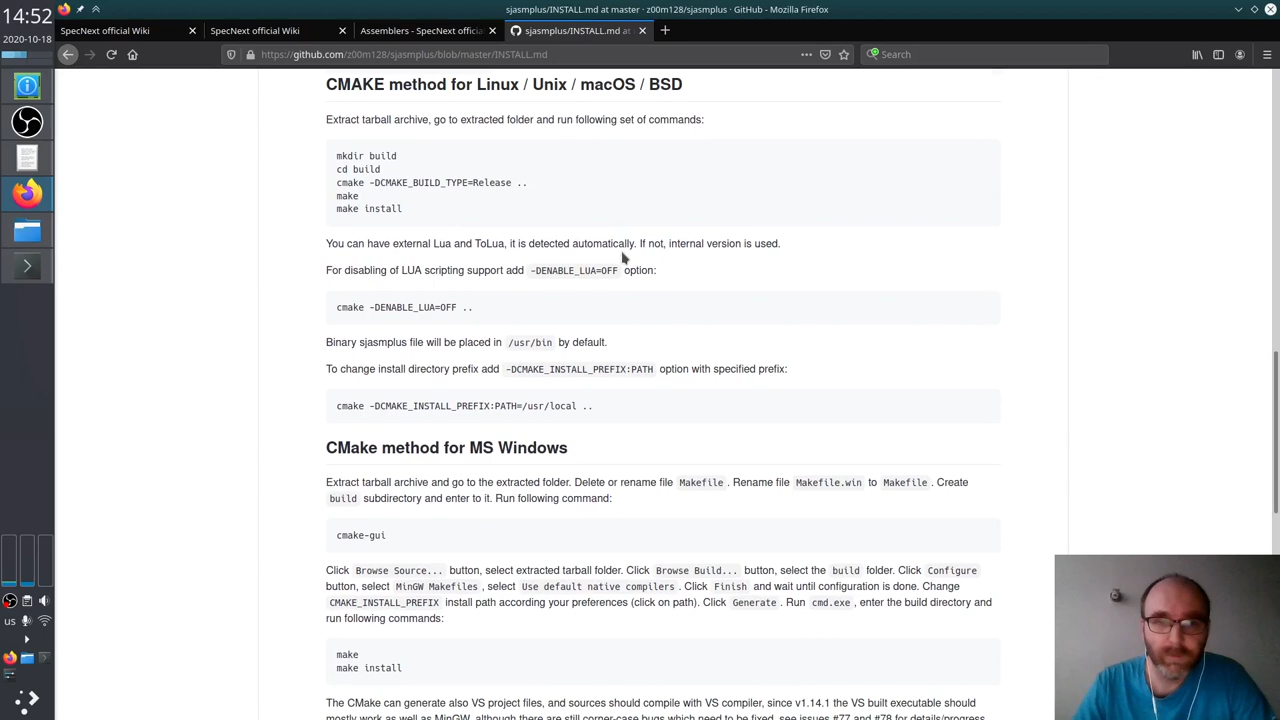 14:52
2020-10-18
sjasmplus/INSTALL.md at master · z00m128/sjasmplus · GitHub - Mozilla Firefox
SpecNext official Wiki
SpecNext official Wiki
Assemblers - SpecNext officia
sjasmplus/INSTALL.md at
https://github.com/z00m128/sjasmplus/blob/master/INSTALL.md
Search
CMAKE method for Linux / Unix / macOS / BSD
Extract tarball archive, go to extracted folder and run following set of commands:
mkdir build
cd build
cmake -DCMAKE_BUILD_TYPE=Release ..
make
make install
You can have external Lua and ToLua, it is detected automatically. If not, internal version is used.
For disabling of LUA scripting support add -DENABLE_LUA=OFF option:
cmake -DENABLE_LUA=OFF ..
Binary sjasmplus file will be placed in /usr/bin by default.
To change install directory prefix add -DCMAKE_INSTALL_PREFIX:PATH option with specified prefix:
cmake -DCMAKE_INSTALL_PREFIX:PATH=/usr/local ..
CMake method for MS Windows
Extract tarball archive and go to the extracted folder. Delete or rename file Makefile . Rename file Makefile.win to Makefile . Create
build subdirectory and enter to it. Run following command:
cmake-gui
Click Browse Source... button, select extracted tarball folder. Click Browse Build... button, select the build folder. Click Configure
button, select MinGW Makefiles , select Use default native compilers . Click Finish and wait until configuration is done. Change
CMAKE_INSTALL_PREFIX install path according your preferences (click on path). Click Generate . Run cmd.exe , enter the build directory and
run following commands:
make
make install
The CMake can generate also VS project files, and sources should compile with VS compiler, since v1.14.1 the VS built executable should
mostly work as well as MinGW, although there are still corner-case bugs which need to be fixed, see issues #77 and #78 for details/progress
us